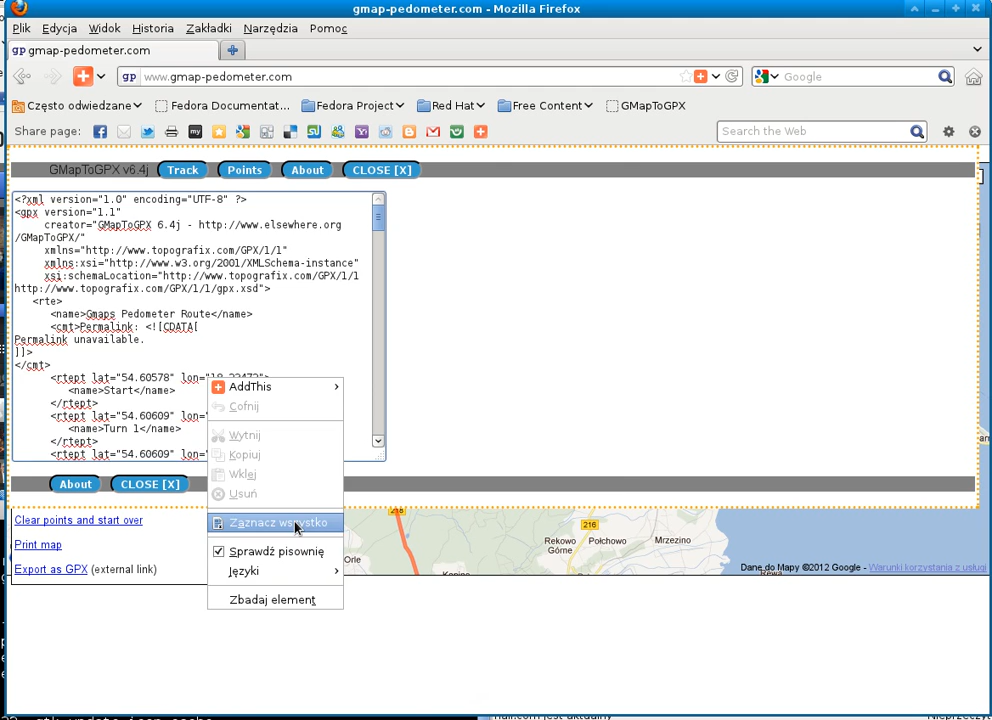 gmap-pedometer.com - Mozilla Firefox
Plik Edycja Widok Historia Zakładki Narzędzia Pomoc
gp gmap-pedometer.com
gp www.gmap-pedometer.com
Google
Często odwiedzane Fedora Documentat... Fedora Project Red Hat Free Content GMapToGPX
Share page:
my
Search the Web
GMapToGPX v6.4j Track Points About CLOSE [X]
<?xml version="1.0" encoding="UTF-8" ?>
<gpx version="1.1"
creator="GMapToGPX 6.4j - http://www.elsewhere.org
/GMapToGPX/"
xmlns="http://www.topografix.com/GPX/1/1"
xmlns:xsi="http://www.w3.org/2001/XMLSchema-instance"
xsi:schemaLocation="http://www.topografix.com/GPX/1/1
http://www.topografix.com/GPX/1/1/gpx.xsd">
<rte>
<name>Gmaps Pedometer Route</name>
<cmt>Permalink: <![CDATA[
Permalink unavailable.
]]>
</cmt>
<rtept lat="54.60578" lon=
<name>Start</name>
</rtept>
<rtept lat="54.60609" lon=
<name>Turn 1</name>
</rtept>
<rtept lat="54.60609" lon=
AddThis
Cofnij
Wytnij
Kopiuj
Wklej
Usuń
Zaznacz wszystko
Sprawdź pisownię
Języki
Zbadaj element
About CLOSE [X]
Clear points and start over
Print map
Export as GPX (external link)
216
216
Rekowo
Górne
Połchowo
Mrzezino
Dane do Mapy ©2012 Google - Warunki korzystania z usługi